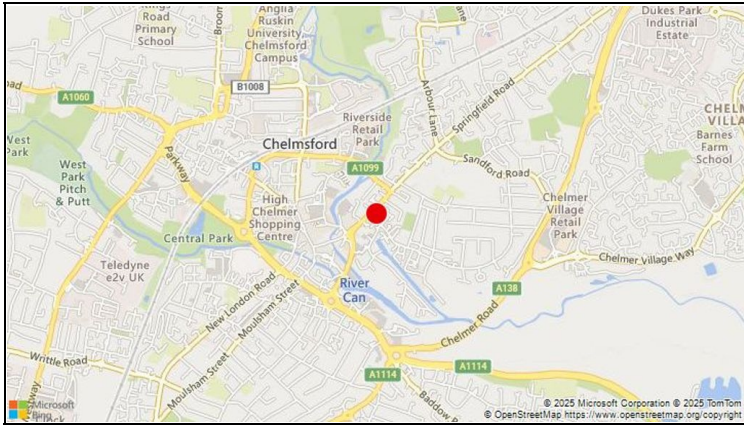 Road
Primary
School
Anglia
Ruskin
University
Chelmsford
Campus
Dukes Park
Industrial
Estate
B1008
A1060
Arbour Lane
Springfield Road
Riverside
Retail
Park
Chelmsford
A1099
Sandford Road
Barnes
Farm
School
West
Park
Pitch
& Putt
Parkway
High
Chelmer
Shopping
Centre
Central Park
Chelmer
Village
Retail
Park
Chelmer Village Way
Teledyne
e2v UK
River
Can
A138
New London Road
Moulsham Street
Moulsham Street
Chelmer Road
Writtle Road
A1114
A1114
Baddow
Microsoft
Bing
© 2025 Microsoft Corporation © 2025 TomTom
© OpenStreetMap https://www.openstreetmap.org/copyright